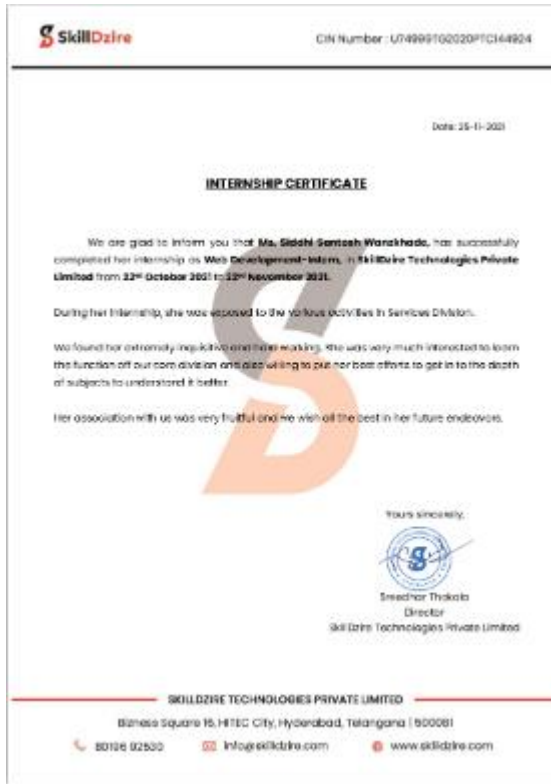 SkillDzire
CIN Number : U74999TG2020PTC144924
Date: 25-11-2021
INTERNSHIP CERTIFICATE
We are glad to inform you that Ms. Siddhi Santosh Wankhade, has successfully
completed her internship as Web Development-Intern, in SkillDzire Technologies Private
Limited from 22nd October 2021 to 22nd November 2021.
During her internship, she was exposed to the various activities in Services Division.
We found her extremely inquisitive and hard working. She was very much interested to learn
the function off our core division and also willing to put her best efforts to get in to the depth
of subjects to understand it better.
Her association with us was very fruitful and we wish all the best in her future endeavors.
Yours sincerely,
Sreedhar Thokala
Director
SkillDzire Technologies Private Limited
SKILLDZIRE TECHNOLOGIES PRIVATE LIMITED
Bizness Square 16, HITEC City, Hyderabad, Telangana | 500081
80196 92530 info@skilldzire.com www.skilldzire.com